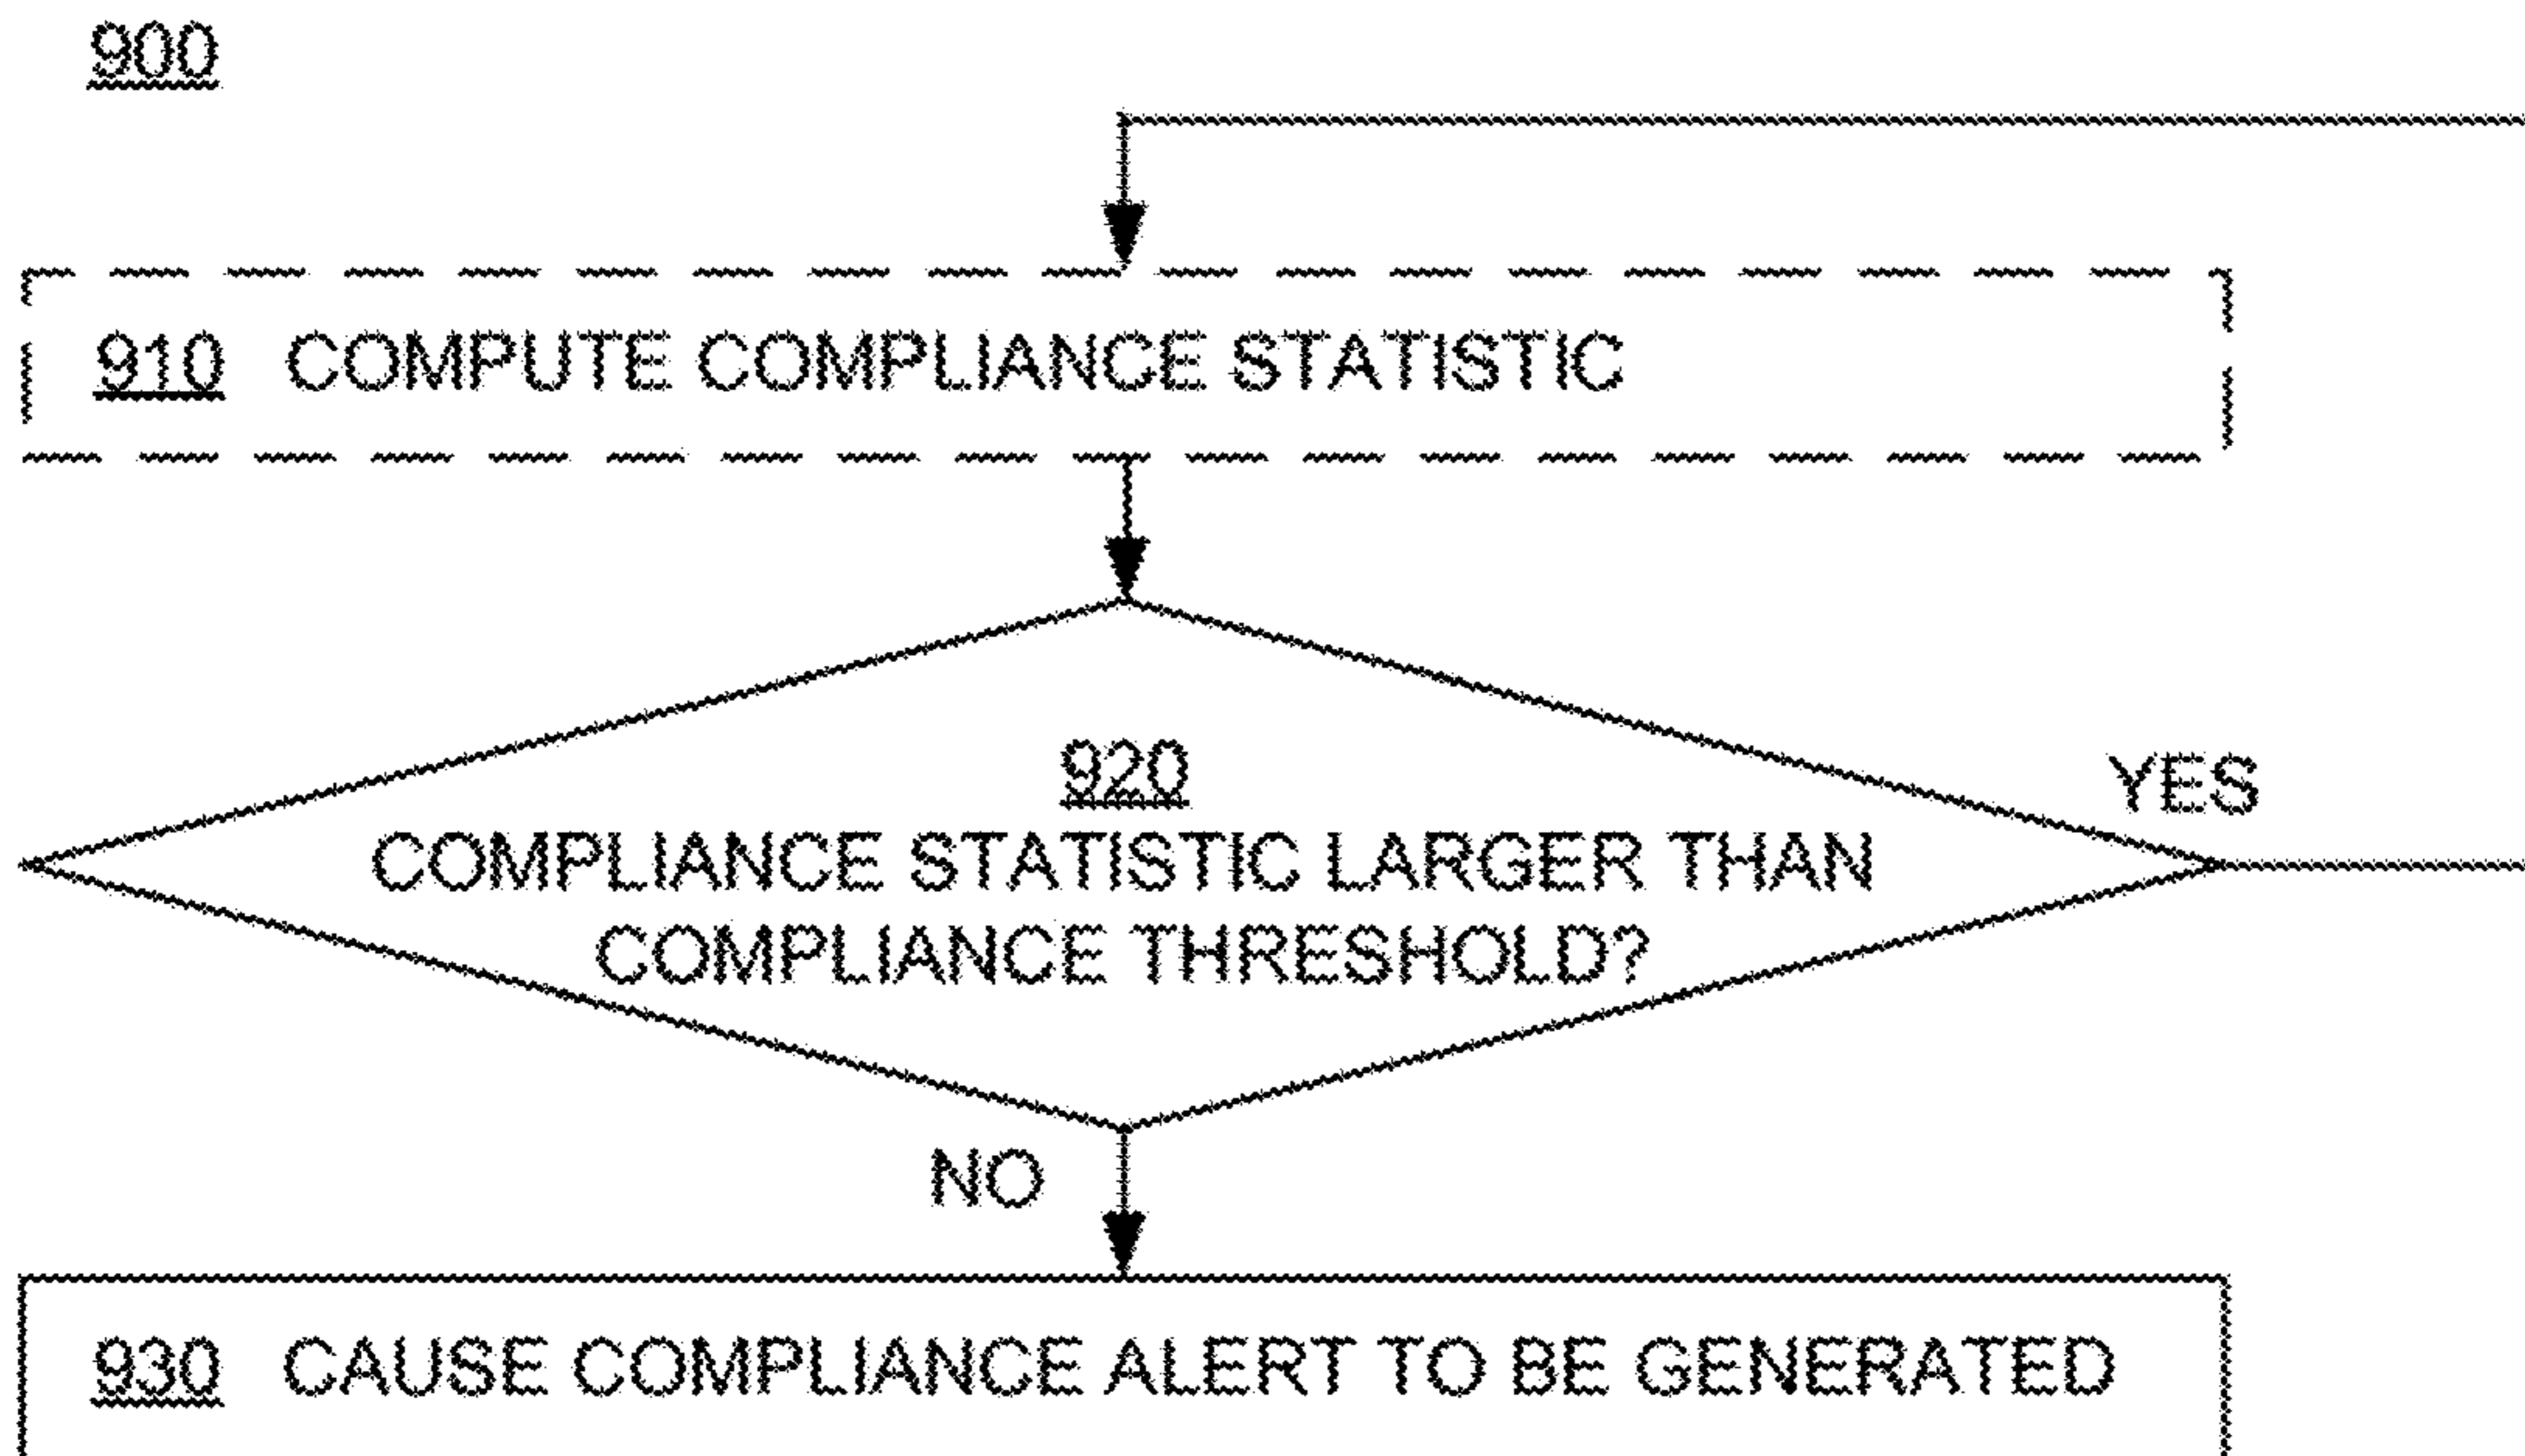 900
910 COMPUTE COMPLIANCE STATISTIC
920
YES
COMPLIANCE STATISTIC LARGER THAN
COMPLIANCE THRESHOLD?
NO
930 CAUSE COMPLIANCE ALERT TO BE GENERATED